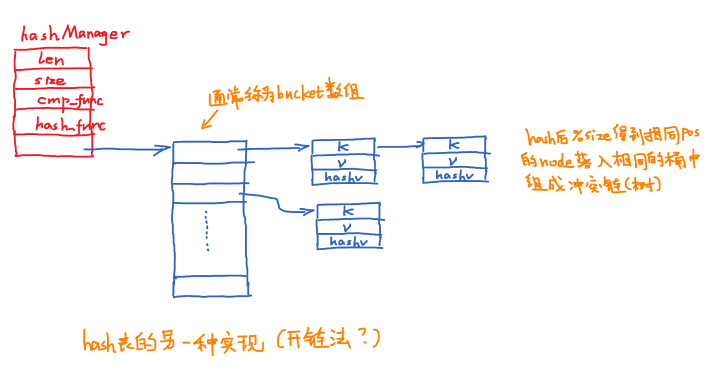 hashManager
len
size
cmp_func
hash_func
通常称为bucket数组
K
V
hashv
K
V
hashv
K
V
hashv
hash后%size得到相同pos
的node落入相同的桶中
组成冲突链(树)
hash表的另一种实现(开链法?)